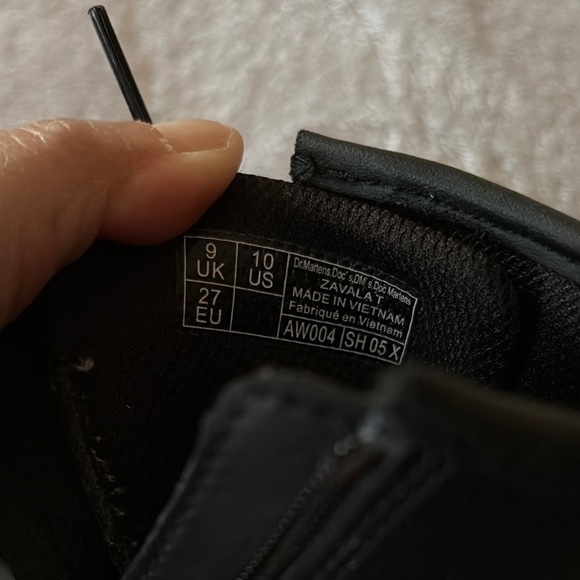 9
UK
10
US
27
EU
Dr.Martens,Doc's,DM's,Doc Martens
ZAVALA T
MADE IN VIETNAM
Fabriqué en Vietnam
AW004
SH 05 X